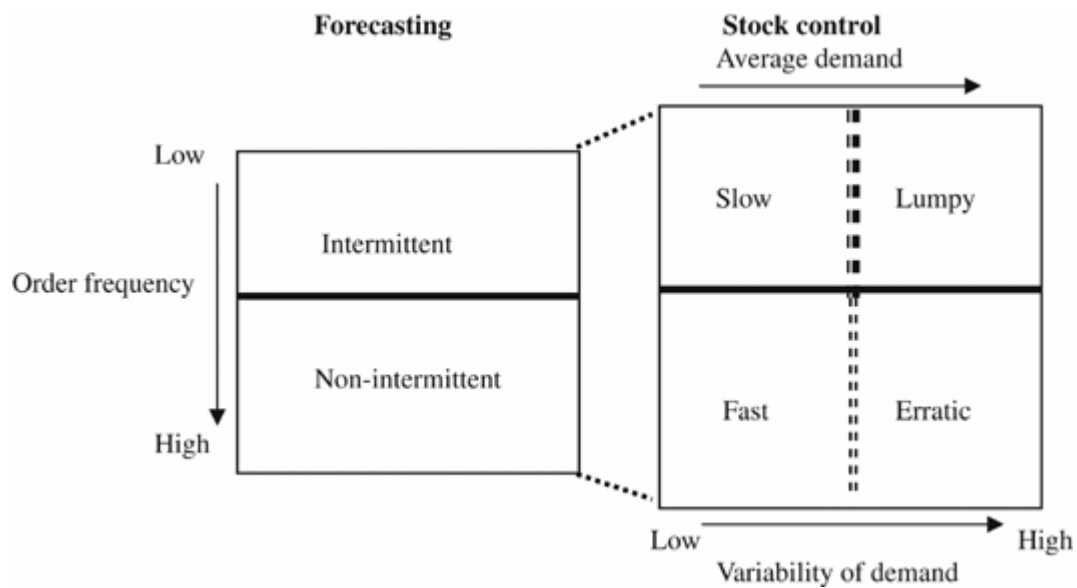 Forecasting
Stock control
Average demand
Low
Order frequency
High
Intermittent
Non-intermittent
Slow
Lumpy
Fast
Erratic
Low
High
Variability of demand